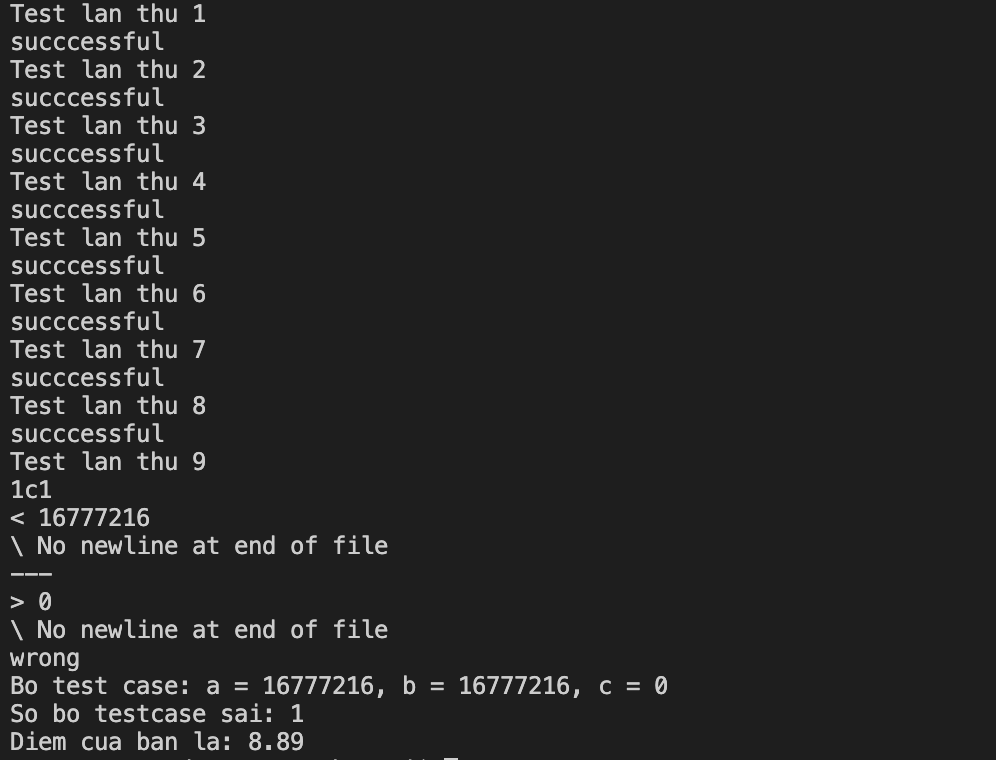 Test lan thu 1
succcessful
Test lan thu 2
succcessful
Test lan thu 3
succcessful
Test lan thu 4
succcessful
Test lan thu 5
succcessful
Test lan thu 6
succcessful
Test lan thu 7
succcessful
Test lan thu 8
succcessful
Test lan thu 9
1c1
< 16777216
\ No newline at end of file
---
> 0
\ No newline at end of file
wrong
Bo test case: a = 16777216, b = 16777216, c = 0
So bo testcase sai: 1
Diem cua ban la: 8.89